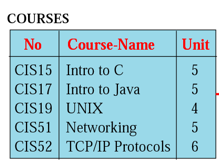 COURSES
No Course-Name Unit
CIS15 Intro to C 5
CIS17 Intro to Java 5
CIS19 UNIX 4
CIS51 Networking 5
CIS52 TCP/IP Protocols 6